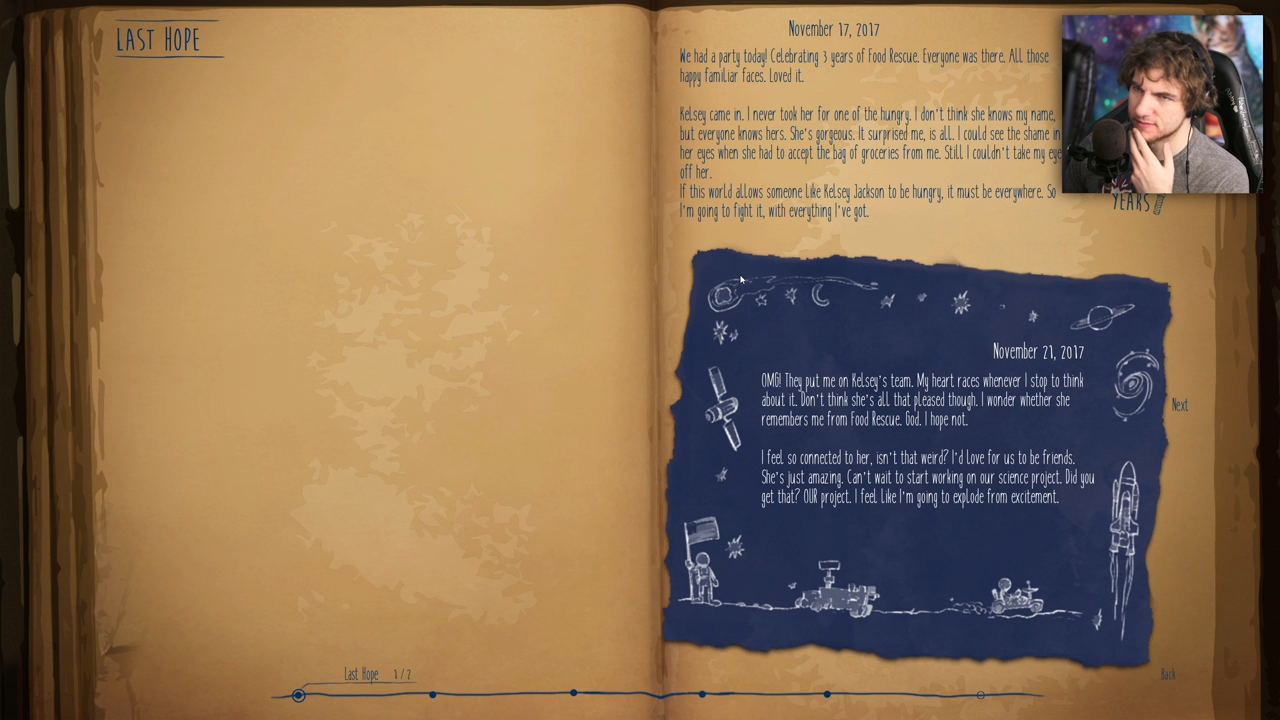 LAST HOPE
November 17, 2017
We had a party today! Celebrating 3 years of Food Rescue. Everyone was there. All those
happy familiar faces. Loved it.
Kelsey came in. I never took her for one of the hungry. I don't think she knows my name,
but everyone knows hers. She's gorgeous. It surprised me, is all. I could see the shame in
her eyes when she had to accept the bag of groceries from me. Still I couldn't take my eye
off her.
If this world allows someone like Kelsey Jackson to be hungry, it must be everywhere. So
I'm going to fight it, with everything I've got.
YEARS!
November 21, 2017
OMG! They put me on Kelsey's team. My heart races whenever I stop to think
about it. Don't think she's all that pleased though. I wonder whether she
remembers me from Food Rescue. God. I hope not.
I feel so connected to her, isn't that weird? I'd love for us to be friends.
She's just amazing. Can't wait to start working on our science project. Did you
get that? OUR project. I feel like I'm going to explode from excitement.
Next
Last Hope 1/2
Back